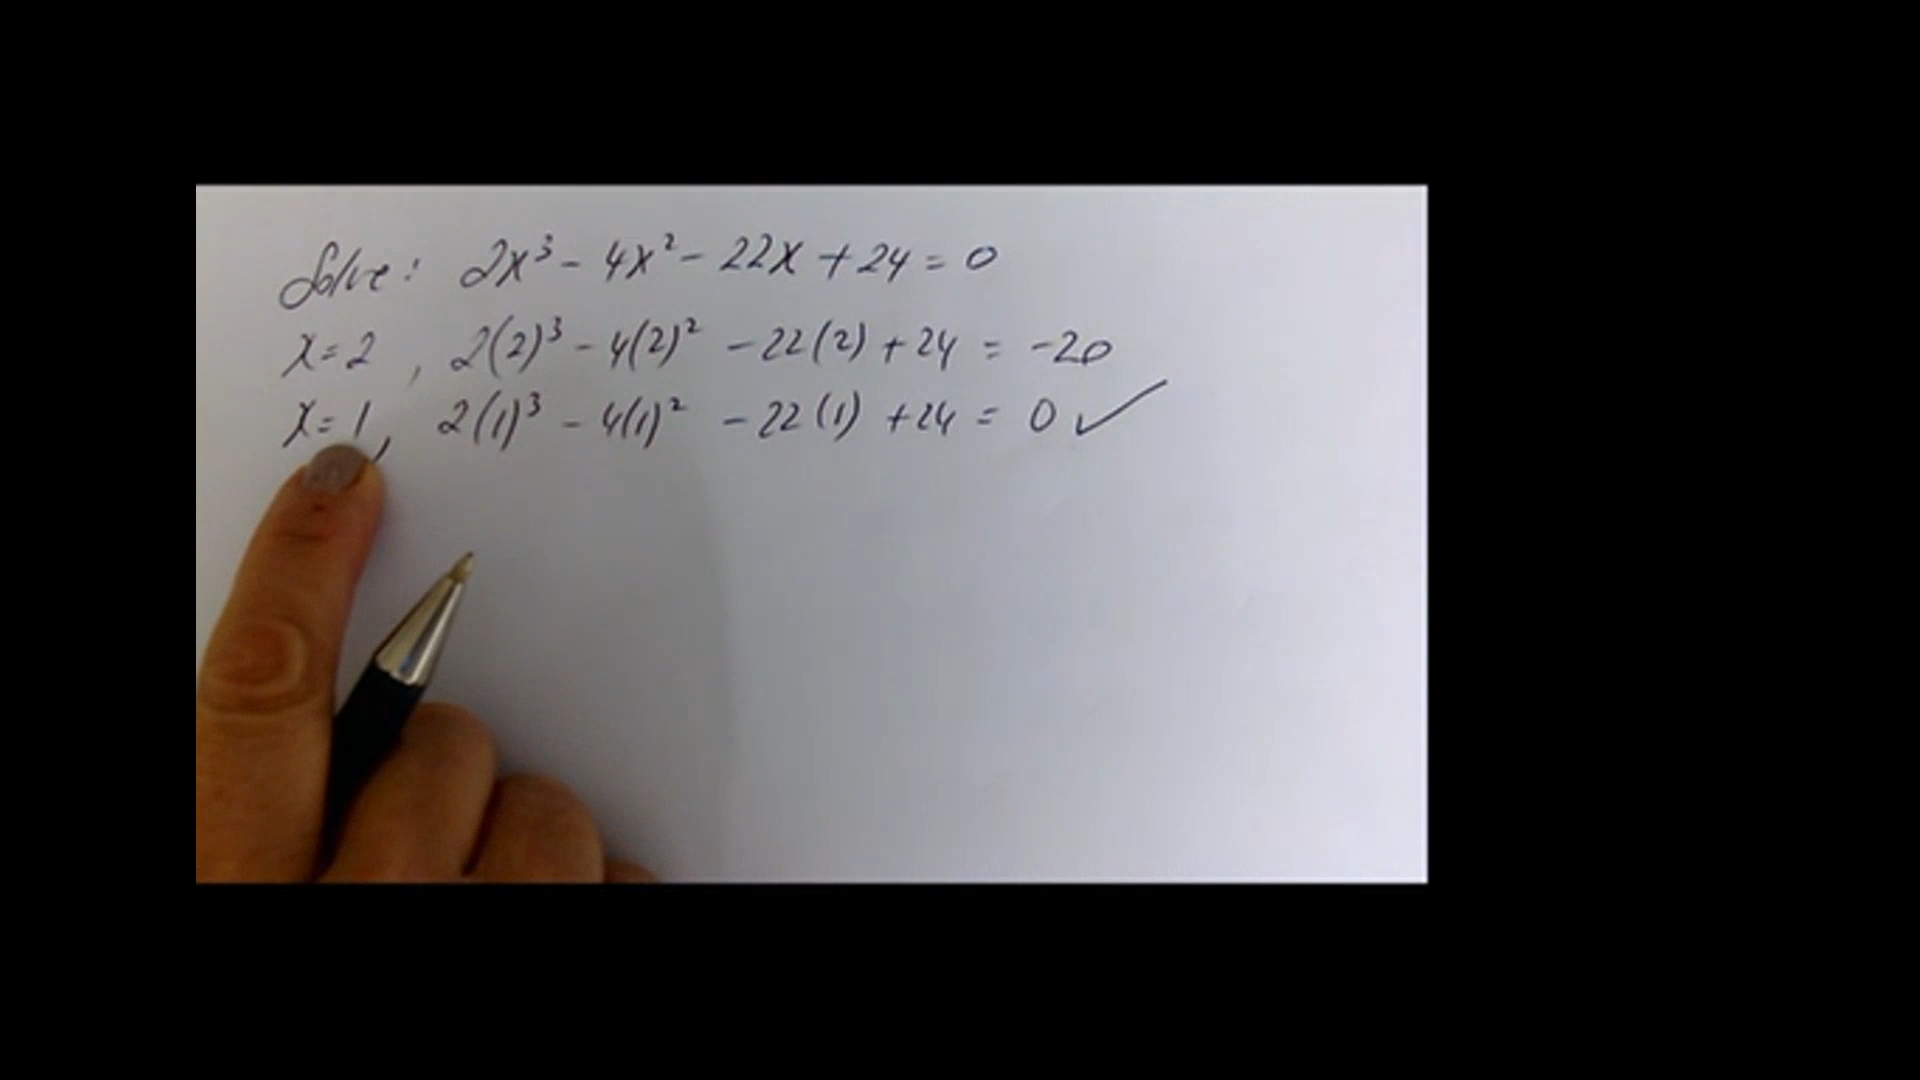 Solve: 2x³ - 4x² - 22x + 24 = 0
x = 2 , 2(2)³ - 4(2)² - 22(2) + 24 = -20
x = 1 , 2(1)³ - 4(1)² - 22(1) + 24 = 0 ✓